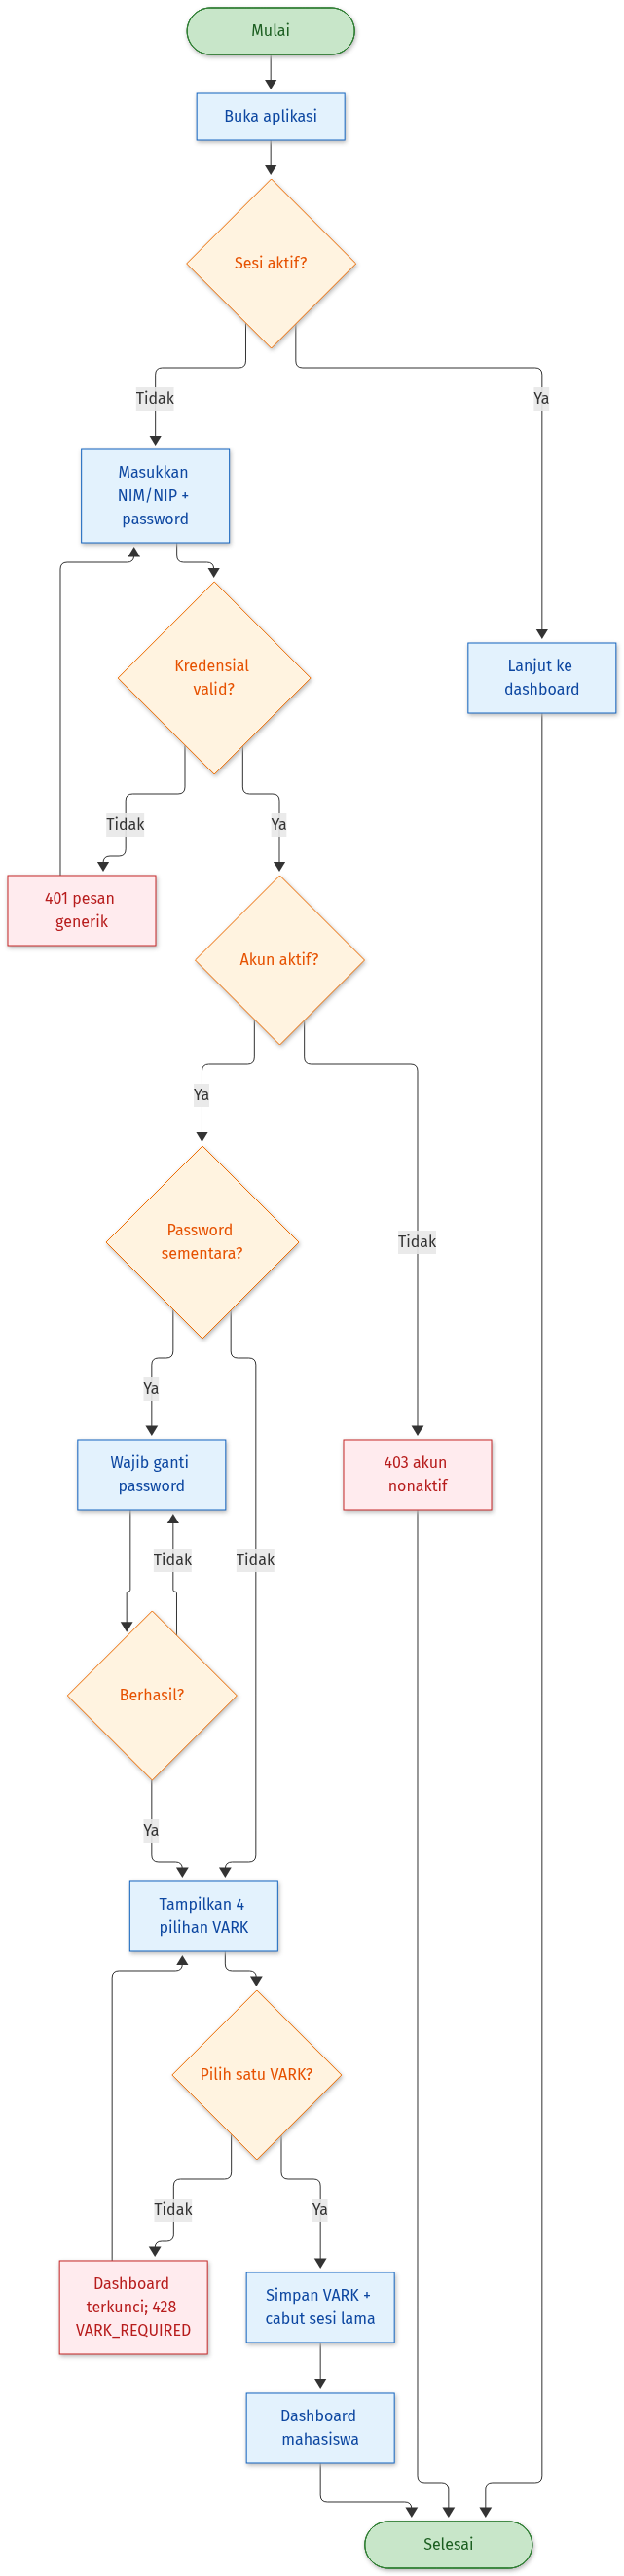 Mulai
Buka aplikasi
Sesi aktif?
Tidak
Ya
Masukkan
NIM/NIP +
password
Kredensial
valid?
Lanjut ke
dashboard
Tidak
Ya
401 pesan
generik
Akun aktif?
Ya
Password
sementara?
Tidak
Ya
Wajib ganti
password
403 akun
nonaktif
Tidak
Tidak
Berhasil?
Ya
Tampilkan 4
pilihan VARK
Pilih satu VARK?
Tidak
Ya
Dashboard
terkunci; 428
VARK_REQUIRED
Simpan VARK +
cabut sesi lama
Dashboard
mahasiswa
Selesai